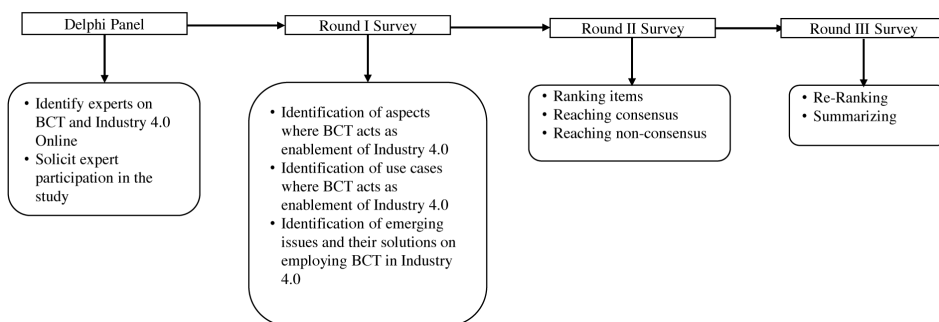 Delphi Panel
Round I Survey
Round II Survey
Round III Survey
• Identify experts on
BCT and Industry 4.0
Online
• Solicit expert
participation in the
study
• Identification of aspects
where BCT acts as
enablement of Industry 4.0
• Identification of use cases
where BCT acts as
enablement of Industry 4.0
• Identification of emerging
issues and their solutions on
employing BCT in Industry
4.0
• Ranking items
• Reaching consensus
• Reaching non-consensus
• Re-Ranking
• Summarizing